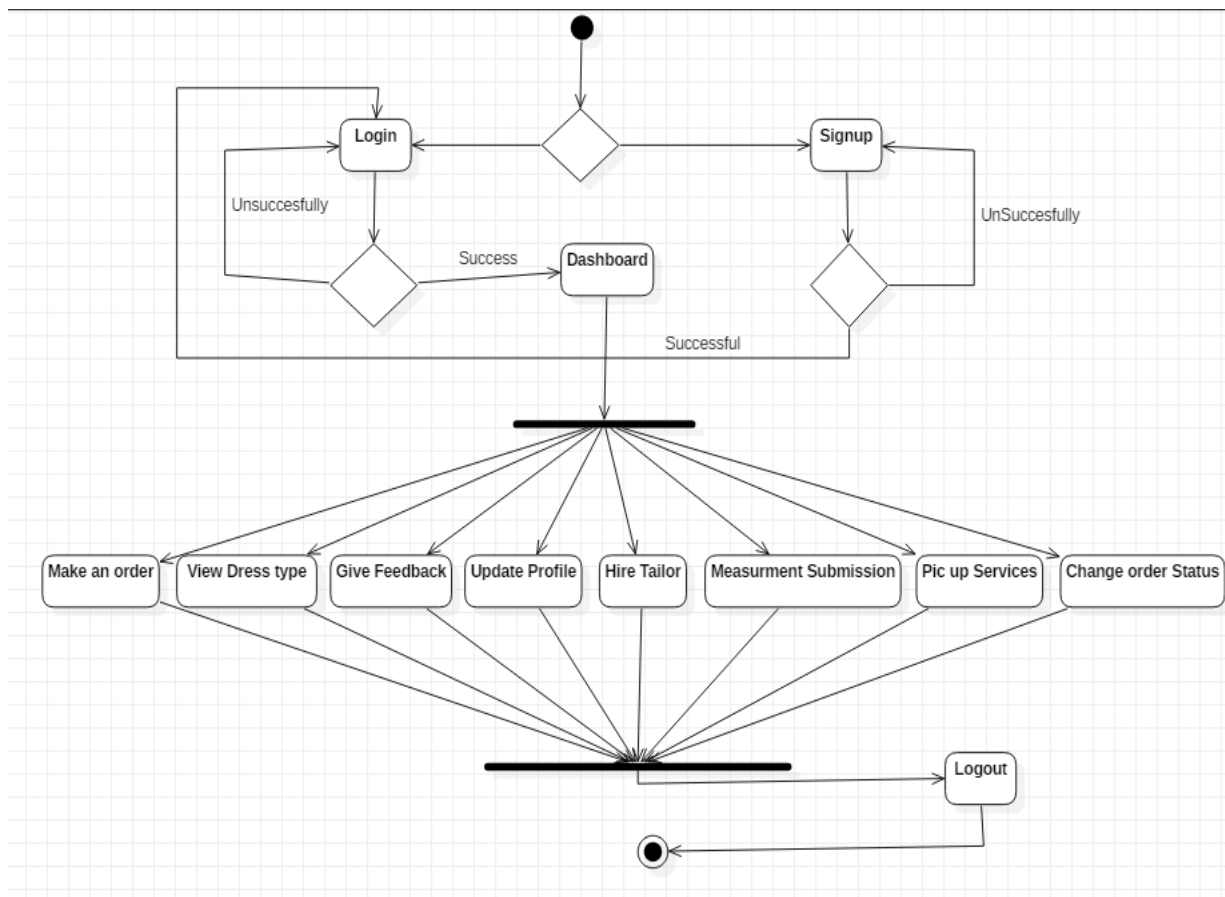 Login
Signup
Unsuccesfully
UnSuccesfully
Success
Dashboard
Successful
Make an order
View Dress type
Give Feedback
Update Profile
Hire Tailor
Measurment Submission
Pic up Services
Change order Status
Logout